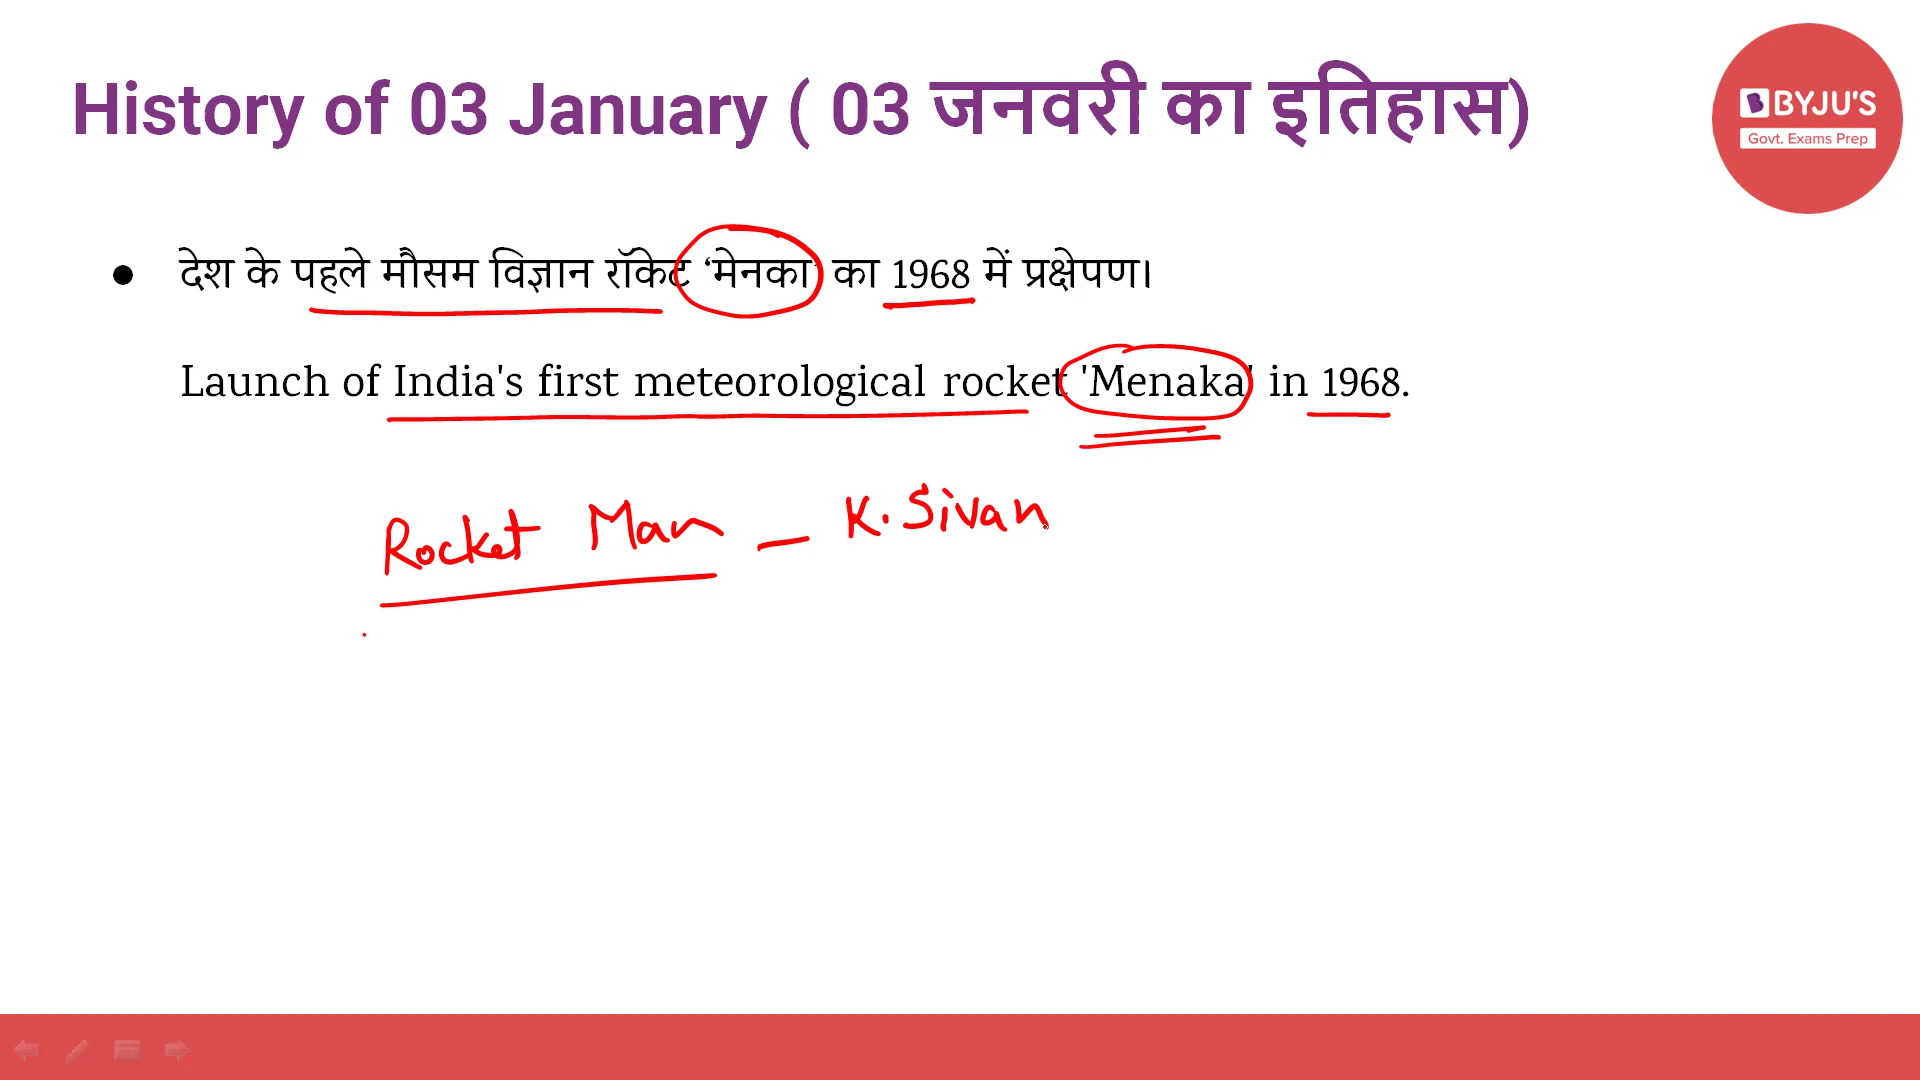 History of 03 January ( 03 जनवरी का इतिहास)
BYJU'S
Govt. Exams Prep
● देश के पहले मौसम विज्ञान रॉकेट ‘मेनका’ का 1968 में प्रक्षेपण।
Launch of India's first meteorological rocket 'Menaka' in 1968.
Rocket Man - K. Sivan